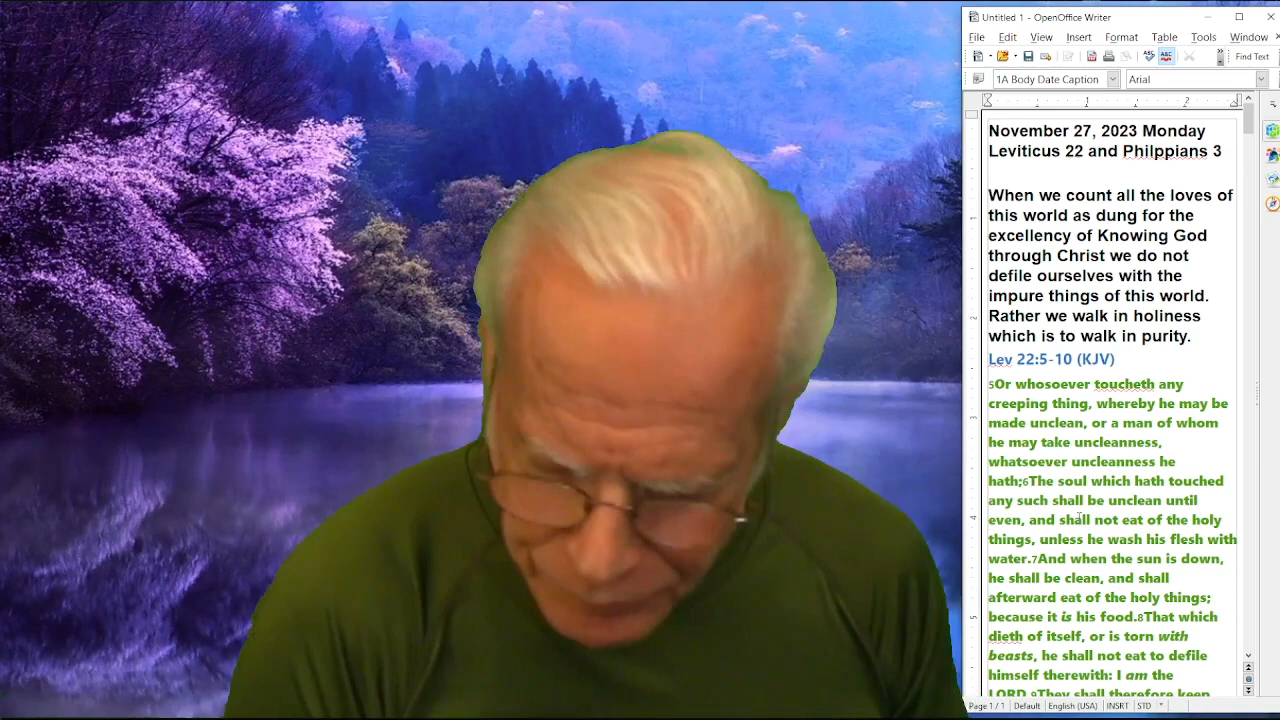 Untitled 1 - OpenOffice Writer
File Edit View Insert Format Table Tools Window
Find Text
1A Body Date Caption Arial
1 2
November 27, 2023 Monday
Leviticus 22 and Philppians 3
When we count all the loves of
this world as dung for the
excellency of Knowing God
through Christ we do not
defile ourselves with the
impure things of this world.
Rather we walk in holiness
which is to walk in purity.
Lev 22:5-10 (KJV)
5Or whosoever toucheth any
creeping thing, whereby he may be
made unclean, or a man of whom
he may take uncleanness,
whatsoever uncleanness he
hath;6The soul which hath touched
any such shall be unclean until
even, and shall not eat of the holy
things, unless he wash his flesh with
water.7And when the sun is down,
he shall be clean, and shall
afterward eat of the holy things;
because it is his food.8That which
dieth of itself, or is torn with
beasts, he shall not eat to defile
himself therewith: I am the
LORD.9They shall therefore keep
Page 1 / 1 Default English (USA) INSRT STD